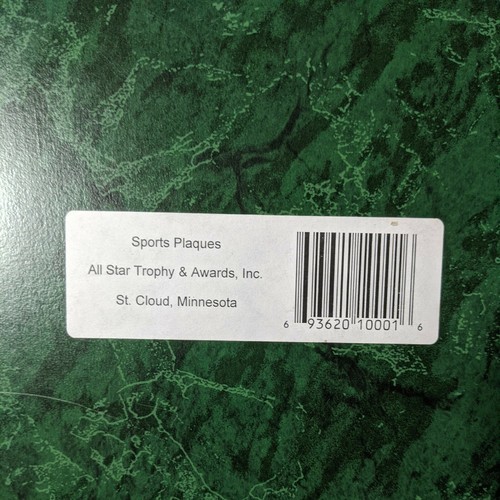 Sports Plaques
All Star Trophy & Awards, Inc.
St. Cloud, Minnesota
6 93620 10001 6